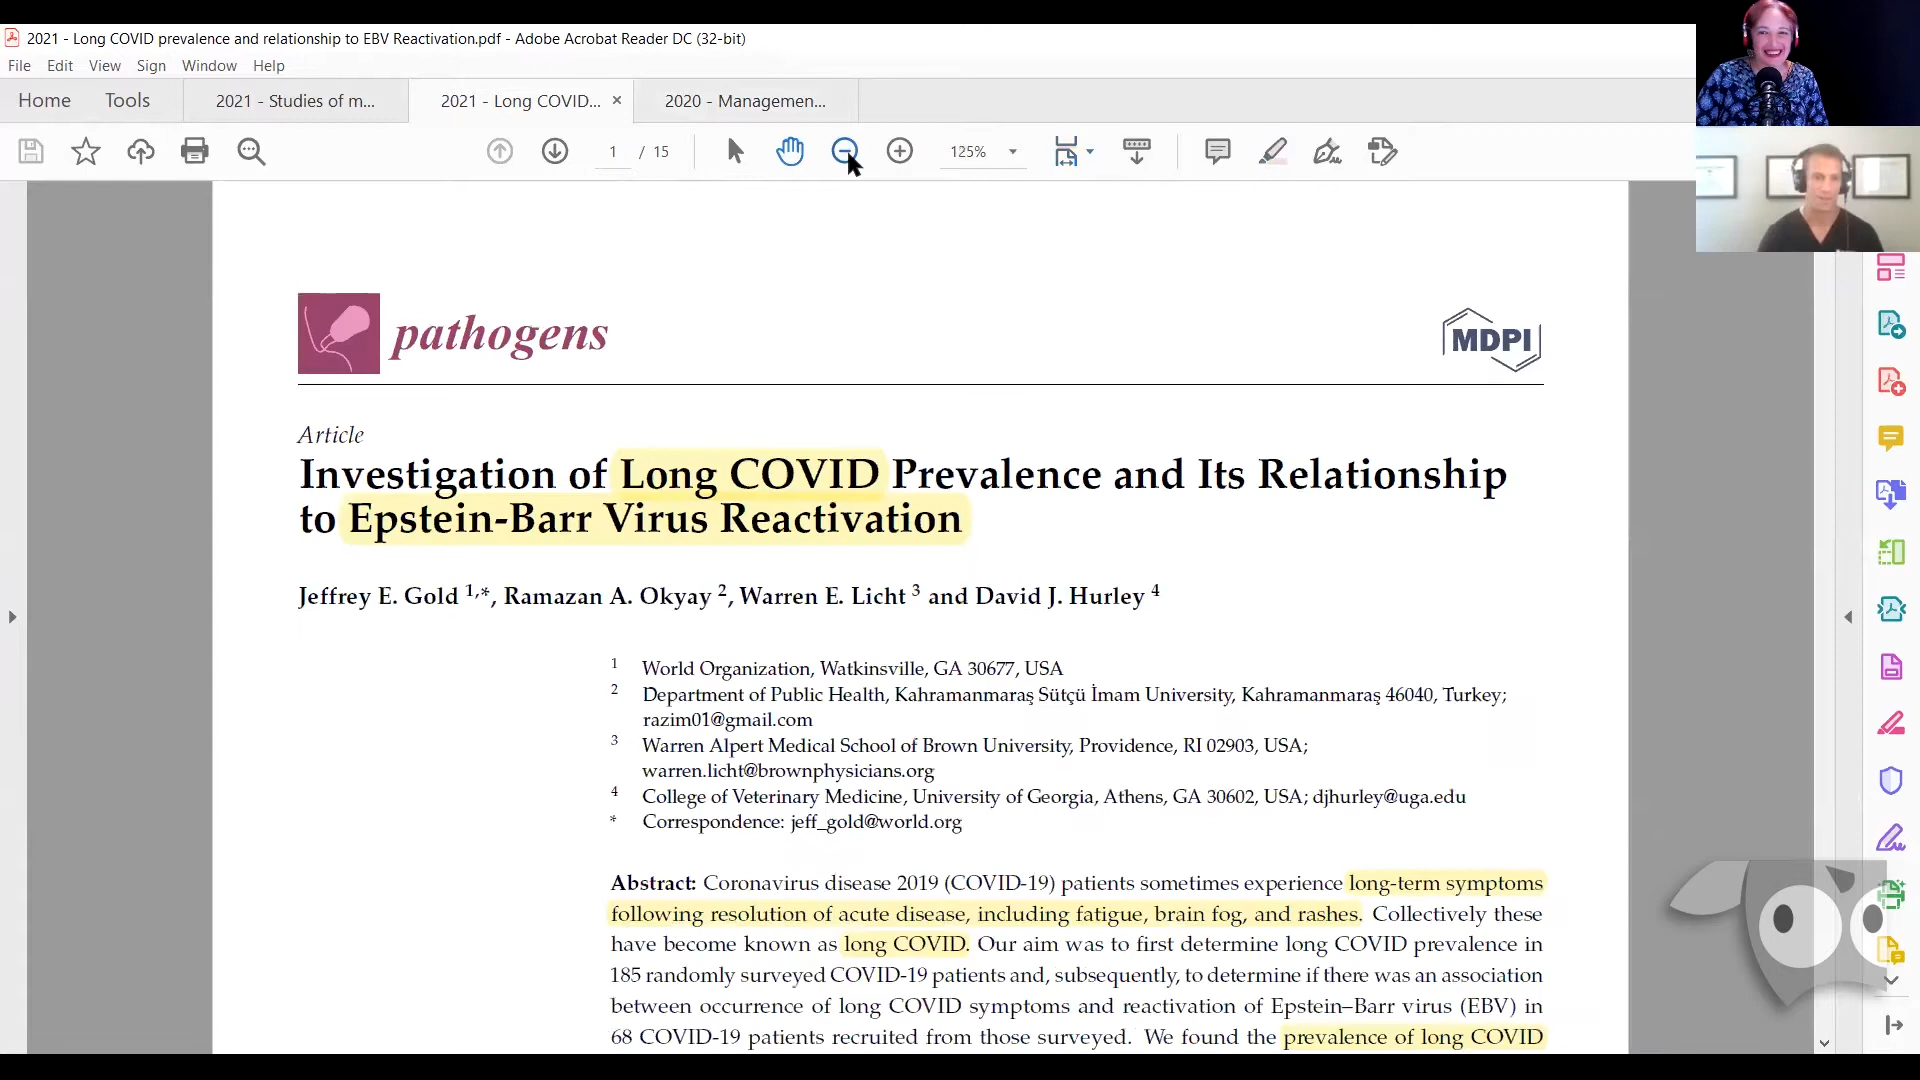 2021 - Long COVID prevalence and relationship to EBV Reactivation.pdf - Adobe Acrobat Reader DC (32-bit)
File Edit View Sign Window Help
Home Tools 2021 - Studies of m... 2021 - Long COVID... × 2020 - Managemen...
1 / 15 125%
pathogens
MDPI
Article
Investigation of Long COVID Prevalence and Its Relationship
to Epstein-Barr Virus Reactivation
Jeffrey E. Gold 1,*, Ramazan A. Okyay 2, Warren E. Licht 3 and David J. Hurley 4
1 World Organization, Watkinsville, GA 30677, USA
2 Department of Public Health, Kahramanmaraş Sütçü İmam University, Kahramanmaraş 46040, Turkey;
razim01@gmail.com
3 Warren Alpert Medical School of Brown University, Providence, RI 02903, USA;
warren.licht@brownphysicians.org
4 College of Veterinary Medicine, University of Georgia, Athens, GA 30602, USA; djhurley@uga.edu
* Correspondence: jeff_gold@world.org
Abstract: Coronavirus disease 2019 (COVID-19) patients sometimes experience long-term symptoms
following resolution of acute disease, including fatigue, brain fog, and rashes. Collectively these
have become known as long COVID. Our aim was to first determine long COVID prevalence in
185 randomly surveyed COVID-19 patients and, subsequently, to determine if there was an association
between occurrence of long COVID symptoms and reactivation of Epstein–Barr virus (EBV) in
68 COVID-19 patients recruited from those surveyed. We found the prevalence of long COVID